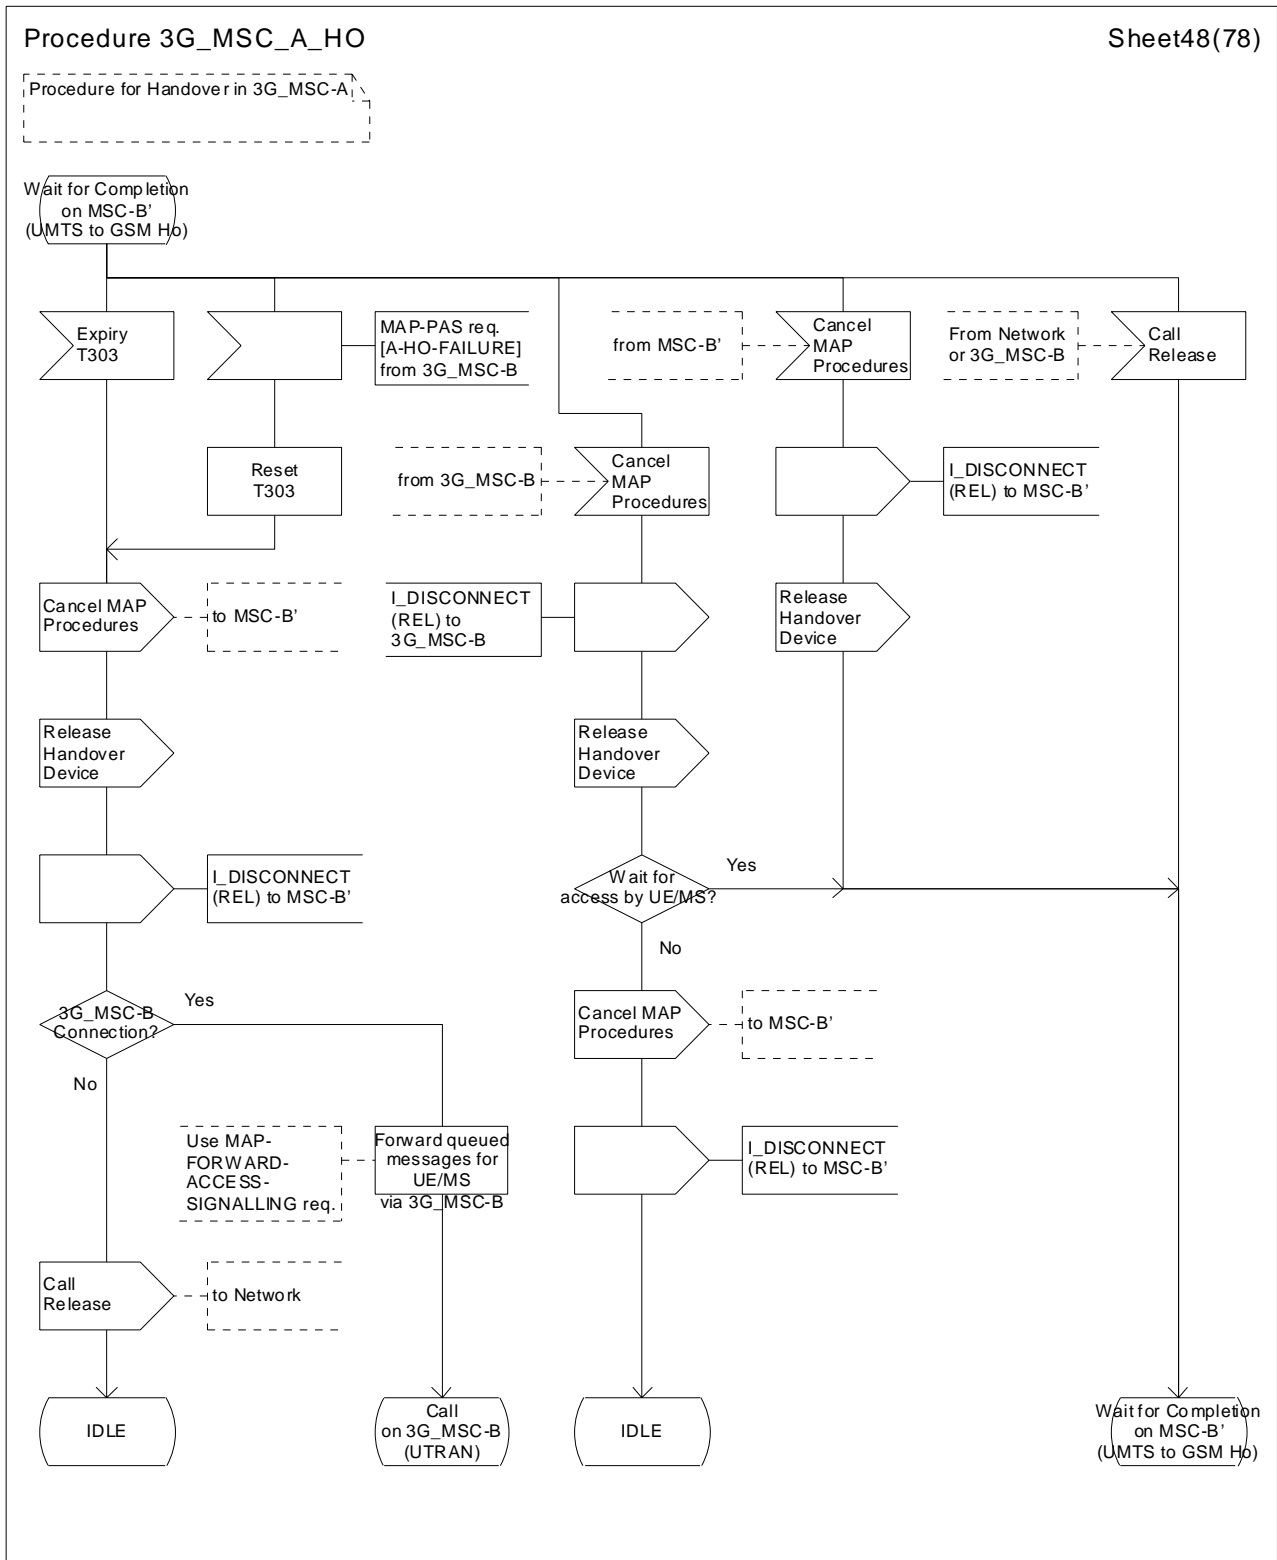 Procedure 3G_MSC_A_HO
Sheet48(78)
Procedure for Handover in 3G_MSC-A
Wait for Completion
on MSC-B’
(UMTS to GSM Ho)
Expiry
T303
MAP-PAS req.
[A-HO-FAILURE]
from 3G_MSC-B
from MSC-B’
Cancel
MAP
Procedures
From Network
or 3G_MSC-B
Call
Release
Reset
T303
from 3G_MSC-B
Cancel
MAP
Procedures
I_DISCONNECT
(REL) to MSC-B’
Cancel MAP
Procedures
to MSC-B’
I_DISCONNECT
(REL) to
3G_MSC-B
Release
Handover
Device
Release
Handover
Device
Release
Handover
Device
I_DISCONNECT
(REL) to MSC-B’
Wait for
access by UE/MS?
Yes
No
3G_MSC-B
Connection?
Yes
No
Cancel MAP
Procedures
to MSC-B’
Use MAP-
FORWARD-
ACCESS-
SIGNALLING req.
Forward queued
messages for
UE/MS
via 3G_MSC-B
I_DISCONNECT
(REL) to MSC-B’
Call
Release
to Network
IDLE
Call
on 3G_MSC-B
(UTRAN)
IDLE
Wait for Completion
on MSC-B’
(UMTS to GSM Ho)